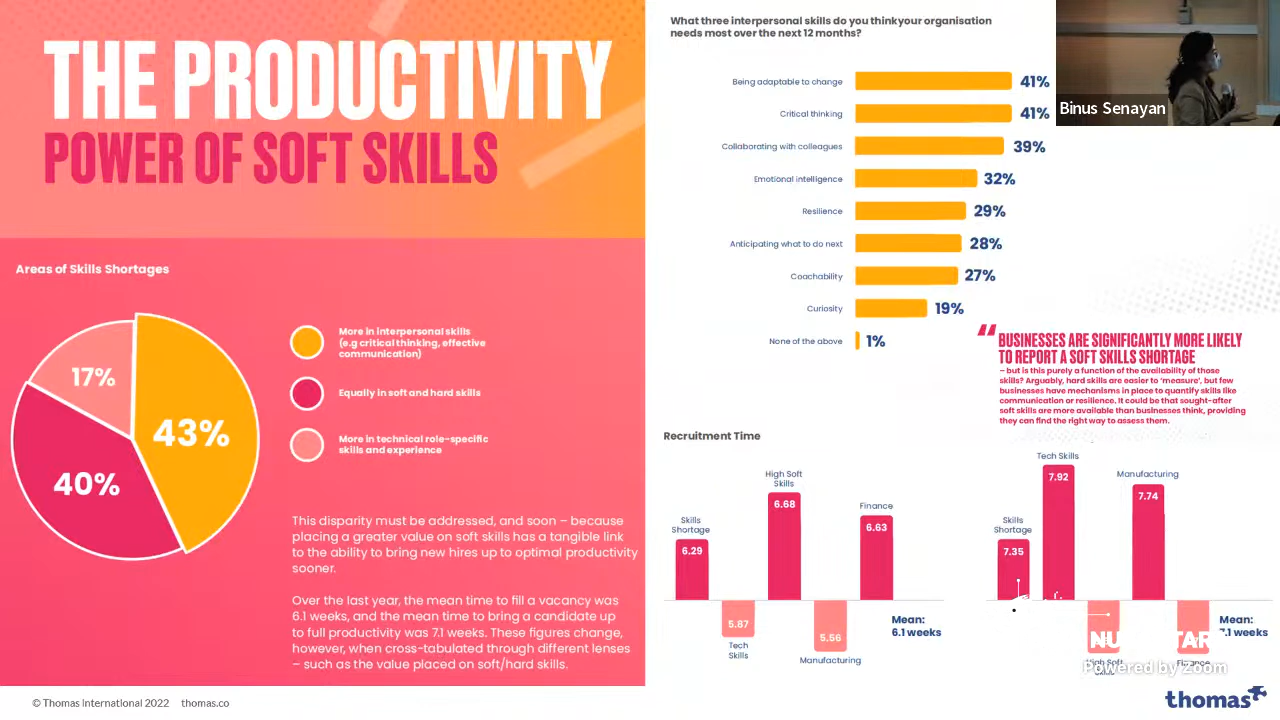 THE PRODUCTIVITY
POWER OF SOFT SKILLS
Areas of Skills Shortages
17%
43%
40%
More in interpersonal skills
(e.g critical thinking, effective
communication)
Equally in soft and hard skills
More in technical role-specific
skills and experience
This disparity must be addressed, and soon – because
placing a greater value on soft skills has a tangible link
to the ability to bring new hires up to optimal productivity
sooner.
Over the last year, the mean time to fill a vacancy was
6.1 weeks, and the mean time to bring a candidate up
to full productivity was 7.1 weeks. These figures change,
however, when cross-tabulated through different lenses
– such as the value placed on soft/hard skills.
© Thomas International 2022 thomas.co
What three interpersonal skills do you thinkyour organisation
needs most over the next 12 months?
Being adaptable to change 41%
Critical thinking 41%
Collaborating with colleagues 39%
Emotional intelligence 32%
Resilience 29%
Anticipating what to do next 28%
Coachability 27%
Curiosity 19%
None of the above 1%
Binus Senayan
“ BUSINESSES ARE SIGNIFICANTLY MORE LIKELY
TO REPORT A SOFT SKILLS SHORTAGE
– but is this purely a function of the availability of those
skills? Arguably, hard skills are easier to ‘measure’, but few
businesses have mechanisms in place to quantify skills like
communication or resilience. It could be that sought-after
soft skills are more available than businesses think, providing
they can find the right way to assess them.
Recruitment Time
Skills
Shortage
6.29
5.87
Tech
Skills
High Soft
Skills
6.68
5.56
Manufacturing
Finance
6.63
Mean:
6.1 weeks
Skills
Shortage
7.35
Tech Skills
7.92
High Soft
Skills
Manufacturing
7.74
Finance
Mean:
7.1 weeks
Powered by Zoom
thomas